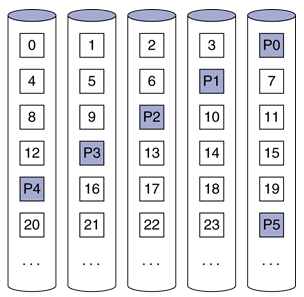 0 1 2 3 P0
4 5 6 P1 7
8 9 P2 10 11
12 P3 13 14 15
P4 16 17 18 19
20 21 22 23 P5
... ... ... ... ...